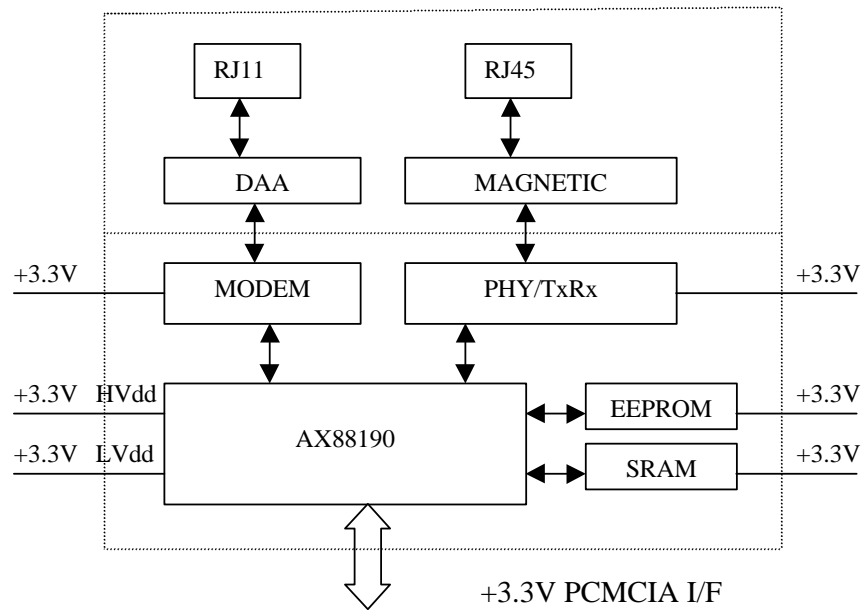 RJ11 RJ45
DAA MAGNETIC
+3.3V MODEM PHY/TxRx +3.3V
+3.3V HVdd EEPROM +3.3V
AX88190
+3.3V LVdd SRAM +3.3V
+3.3V PCMCIA I/F